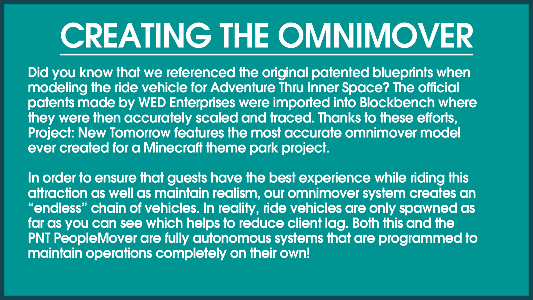 CREATING THE OMNIMOVER
Did you know that we referenced the original patented blueprints when
modeling the ride vehicle for Adventure Thru Inner Space? The official
patents made by WED Enterprises were imported into Blockbench where
they were then accurately scaled and traced. Thanks to these efforts,
Project: New Tomorrow features the most accurate omnimover model
ever created for a Minecraft theme park project.
In order to ensure that guests have the best experience while riding this
attraction as well as maintain realism, our omnimover system creates an
“endless” chain of vehicles. In reality, ride vehicles are only spawned as
far as you can see which helps to reduce client lag. Both this and the
PNT PeopleMover are fully autonomous systems that are programmed to
maintain operations completely on their own!